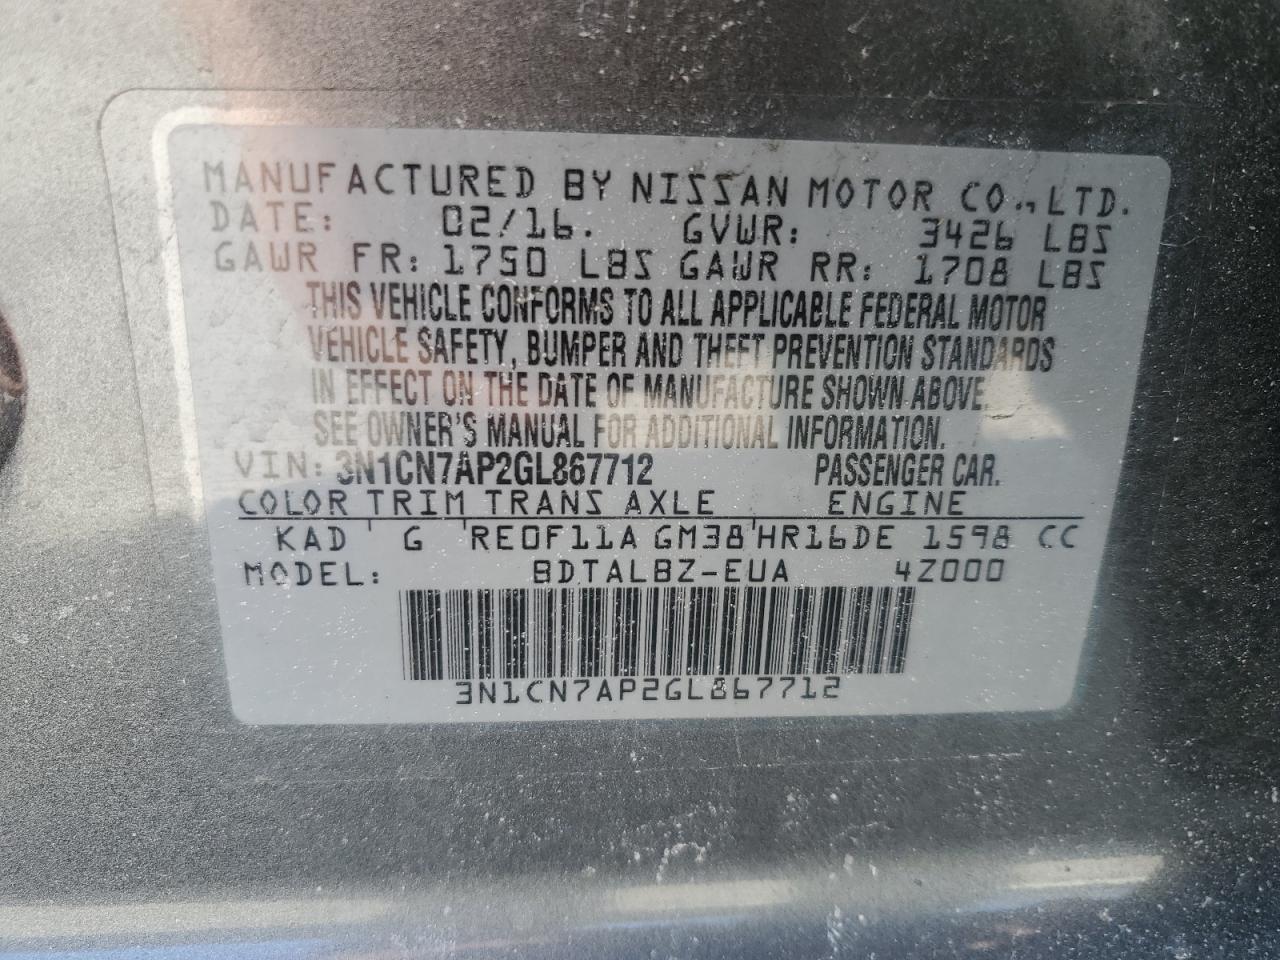 MANUFACTURED BY NISSAN MOTOR CO., LTD.
DATE: 02/16. GVWR: 3426 LBS
GAWR FR: 1750 LBS GAWR RR: 1708 LBS
THIS VEHICLE CONFORMS TO ALL APPLICABLE FEDERAL MOTOR
VEHICLE SAFETY, BUMPER AND THEFT PREVENTION STANDARDS
IN EFFECT ON THE DATE OF MANUFACTURE SHOWN ABOVE.
SEE OWNER'S MANUAL FOR ADDITIONAL INFORMATION.
VIN: 3N1CN7AP2GL867712 PASSENGER CAR.
COLOR TRIM TRANS AXLE ENGINE
KAD G RE0F11A GM38 HR16DE 1598 CC
MODEL: BDTALBZ-EUA 4Z000
3N1CN7AP2GL867712